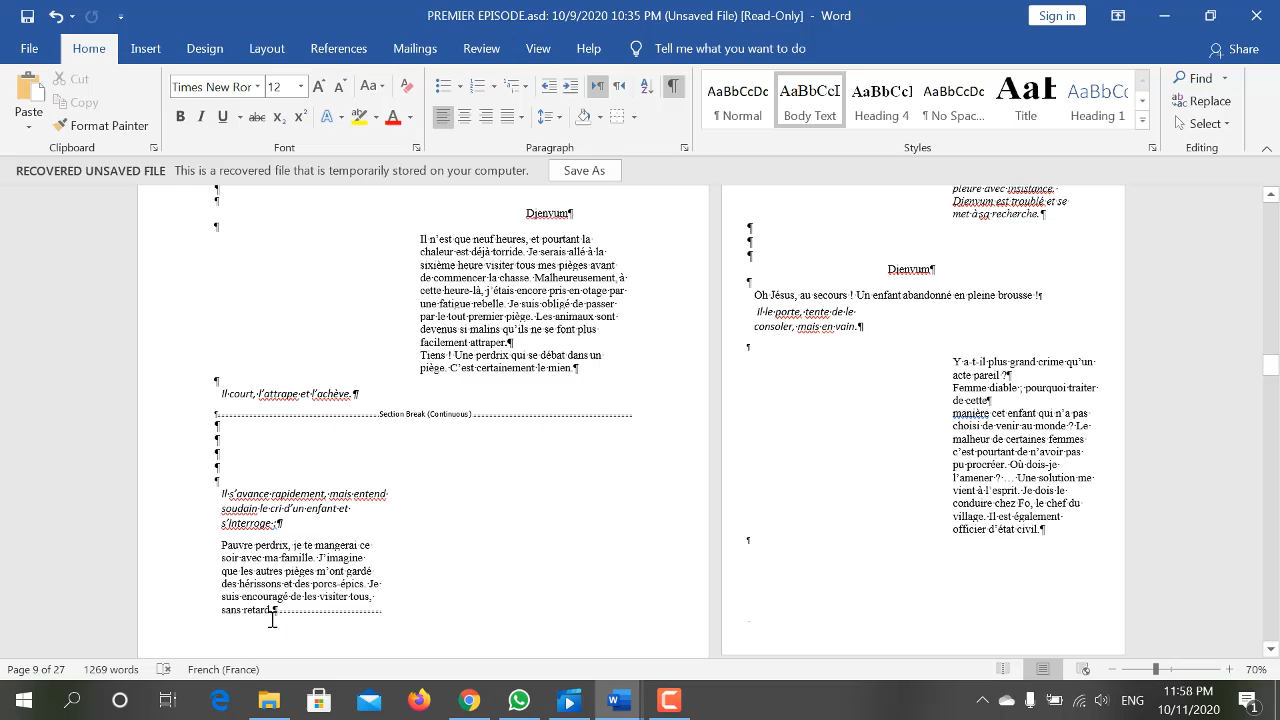 PREMIER EPISODE.asd: 10/9/2020 10:35 PM (Unsaved File) [Read-Only] - Word
Sign in
File Home Insert Design Layout References Mailings Review View Help Tell me what you want to do Share
Paste
Cut
Copy
Format Painter
Clipboard
Times New Ror 12
Aa
B I U abc X₂ X²
Font
Paragraph
AaBbCcDc AaBbCcI AaBbCcI AaBbCcDc AaBl AaBbCc
¶ Normal Body Text Heading 4 ¶ No Spac... Title Heading 1
Styles
Find
Replace
Select
Editing
RECOVERED UNSAVED FILE This is a recovered file that is temporarily stored on your computer. Save As
Djenvum¶
Il n’est que neuf heures, et pourtant la
chaleur est déjà torride. Je serais allé à la
sixième heure visiter tous mes pièges avant
de commencer la chasse. Malheureusement, à
cette heure-là, j’étais encore pris en otage par
une fatigue rebelle. Je suis obligé de passer
par le tout premier piège. Les animaux sont
devenus si malins qu’ils ne se font plus
facilement attraper.¶
Tiens ! Une perdrix qui se débat dans un
piège. C’est certainement le mien.¶
Il court, l’attrape et l’achève.¶
Section Break (Continuous)
Il s’avance rapidement, mais entend
soudain le cri d’un enfant et
s’Interroge ;¶
Pauvre perdrix, je te mangerai ce
soir avec ma famille. J’imagine
que les autres pièges m’ont gardé
des hérissons et des porcs-épics. Je
suis encouragé de les visiter tous,
sans retard.¶
pleure avec insistance.
Djenvum est troublé et se
met à sa recherche.¶
Djenvum¶
Oh Jésus, au secours ! Un enfant abandonné en pleine brousse !¶
Il le porte, tente de le
consoler, mais en vain.¶
Y a-t-il plus grand crime qu’un
acte pareil ?¶
Femme diable ; pourquoi traiter
de cette¶
manière cet enfant qui n’a pas
choisi de venir au monde ? Le
malheur de certaines femmes
c’est pourtant de n’avoir pas
pu procréer. Où dois-je
l’amener ? … Une solution me
vient à l’esprit. Je dois le
conduire chez Fo, le chef du
village. Il est également
officier d’état civil.¶
Page 9 of 27 1269 words French (France) 70%
ENG
11:58 PM
10/11/2020
1